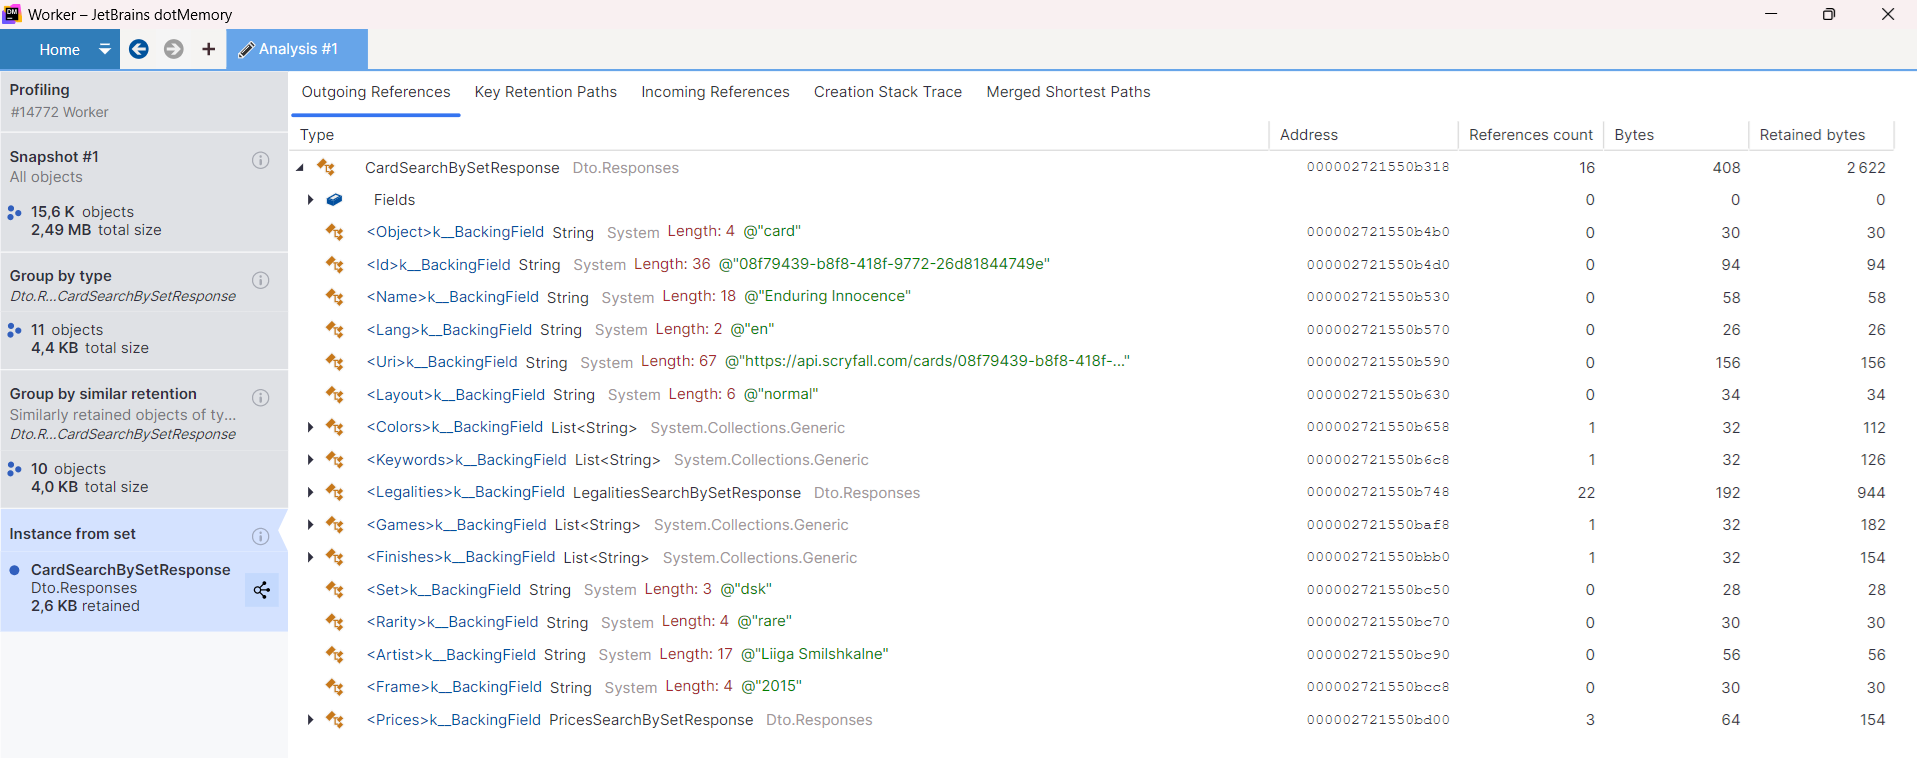 Worker – JetBrains dotMemory
Home
Analysis #1
Profiling
#14772 Worker
Snapshot #1
All objects
15,6 K objects
2,49 MB total size
Group by type
Dto.R...CardSearchBySetResponse
11 objects
4,4 KB total size
Group by similar retention
Similarly retained objects of ty...
Dto.R...CardSearchBySetResponse
10 objects
4,0 KB total size
Instance from set
CardSearchBySetResponse
Dto.Responses
2,6 KB retained
Outgoing References Key Retention Paths Incoming References Creation Stack Trace Merged Shortest Paths
Type Address References count Bytes Retained bytes
CardSearchBySetResponse Dto.Responses 000002721550b318 16 408 2 622
Fields 0 0 0
<Object>k__BackingField String System Length: 4 @"card" 000002721550b4b0 0 30 30
<Id>k__BackingField String System Length: 36 @"08f79439-b8f8-418f-9772-26d81844749e" 000002721550b4d0 0 94 94
<Name>k__BackingField String System Length: 18 @"Enduring Innocence" 000002721550b530 0 58 58
<Lang>k__BackingField String System Length: 2 @"en" 000002721550b570 0 26 26
<Uri>k__BackingField String System Length: 67 @"https://api.scryfall.com/cards/08f79439-b8f8-418f-..." 000002721550b590 0 156 156
<Layout>k__BackingField String System Length: 6 @"normal" 000002721550b630 0 34 34
<Colors>k__BackingField List<String> System.Collections.Generic 000002721550b658 1 32 112
<Keywords>k__BackingField List<String> System.Collections.Generic 000002721550b6c8 1 32 126
<Legalities>k__BackingField LegalitiesSearchBySetResponse Dto.Responses 000002721550b748 22 192 944
<Games>k__BackingField List<String> System.Collections.Generic 000002721550baf8 1 32 182
<Finishes>k__BackingField List<String> System.Collections.Generic 000002721550bbb0 1 32 154
<Set>k__BackingField String System Length: 3 @"dsk" 000002721550bc50 0 28 28
<Rarity>k__BackingField String System Length: 4 @"rare" 000002721550bc70 0 30 30
<Artist>k__BackingField String System Length: 17 @"Liiga Smilshkalne" 000002721550bc90 0 56 56
<Frame>k__BackingField String System Length: 4 @"2015" 000002721550bcc8 0 30 30
<Prices>k__BackingField PricesSearchBySetResponse Dto.Responses 000002721550bd00 3 64 154